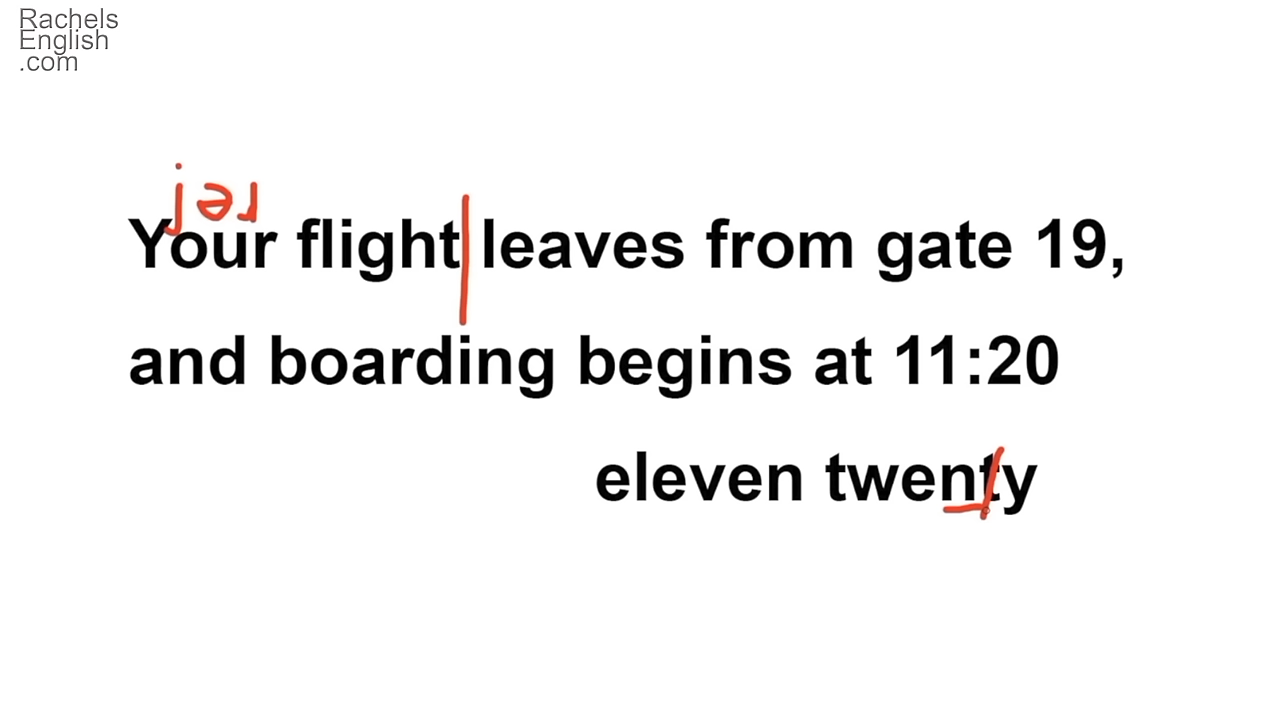 Rachels
English
.com
jər
Your flight leaves from gate 19,
and boarding begins at 11:20
eleven twenty